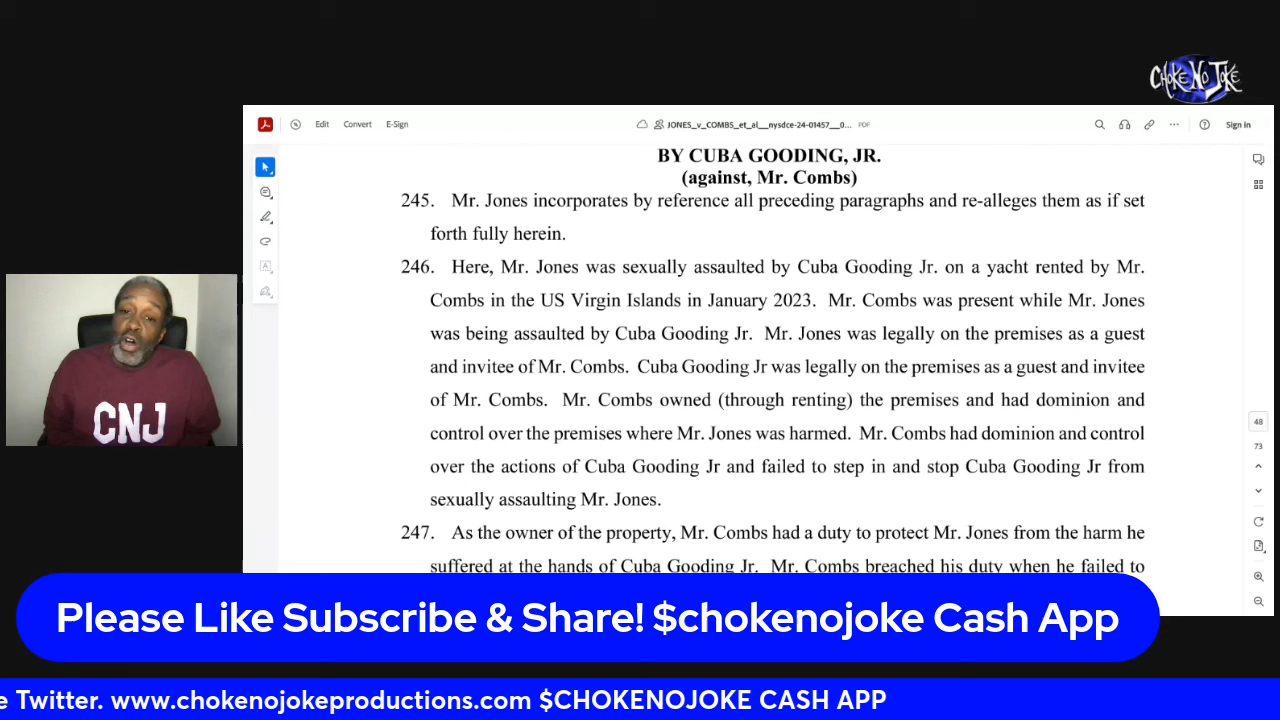 CHOKE NO JOKE
Edit Convert E-Sign
JONES_v_COMBS_et_al__nysdce-24-01457__0... PDF
Sign in
BY CUBA GOODING, JR.
(against, Mr. Combs)
245. Mr. Jones incorporates by reference all preceding paragraphs and re-alleges them as if set
forth fully herein.
246. Here, Mr. Jones was sexually assaulted by Cuba Gooding Jr. on a yacht rented by Mr.
Combs in the US Virgin Islands in January 2023. Mr. Combs was present while Mr. Jones
was being assaulted by Cuba Gooding Jr. Mr. Jones was legally on the premises as a guest
and invitee of Mr. Combs. Cuba Gooding Jr was legally on the premises as a guest and invitee
of Mr. Combs. Mr. Combs owned (through renting) the premises and had dominion and
control over the premises where Mr. Jones was harmed. Mr. Combs had dominion and control
over the actions of Cuba Gooding Jr and failed to step in and stop Cuba Gooding Jr from
sexually assaulting Mr. Jones.
247. As the owner of the property, Mr. Combs had a duty to protect Mr. Jones from the harm he
suffered at the hands of Cuba Gooding Jr. Mr. Combs breached his duty when he failed to
48
73
CNJ
Please Like Subscribe & Share! $chokenojoke Cash App
e Twitter. www.chokenojokeproductions.com $CHOKENOJOKE CASH APP